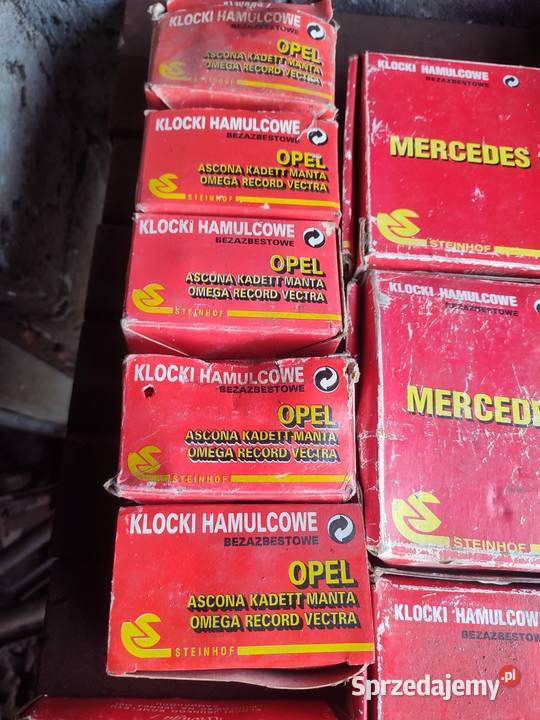 KLOCKI HAMULCOWE
BEZAZBESTOWE
OPEL
ASCONA KADETT MANTA
OMEGA RECORD VECTRA
STEINHOF
KLOCKI HAMULCOWE
BEZAZBESTOWE
OPEL
ASCONA KADETT MANTA
OMEGA RECORD VECTRA
STEINHOF
KLOCKI HAMULCOWE
BEZAZBESTOWE
OPEL
ASCONA KADETT MANTA
OMEGA RECORD VECTRA
STEINHOF
KLOCKI HAMULCOWE
BEZAZBESTOWE
OPEL
ASCONA KADETT MANTA
OMEGA RECORD VECTRA
STEINHOF
KLOCKI HAMULCOWE
BEZAZBESTOWE
OPEL
ASCONA KADETT MANTA
OMEGA RECORD VECTRA
STEINHOF
KLOCKI HAMULCOWE
BEZAZBESTOWE
MERCEDES
STEINHOF
KLOCKI HAMULCOWE
BEZAZBESTOWE
MERCEDE
STEINHOF
KLOCKI HAMULCOWE
BEZAZBESTOWE
Sprzedajemy.pl